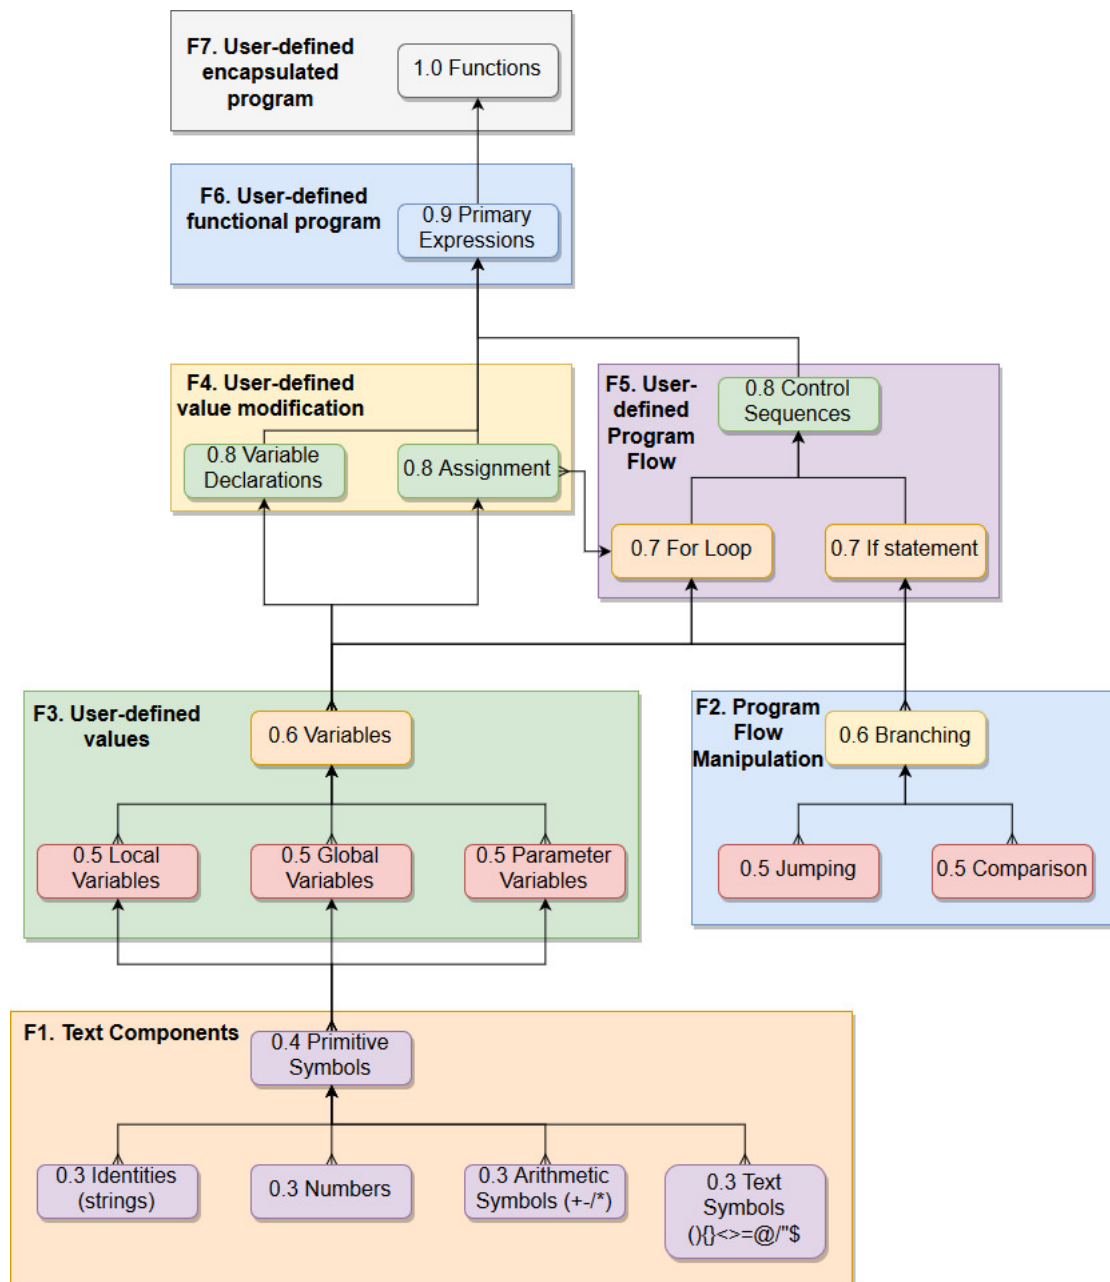 F7. User-defined
encapsulated
program
1.0 Functions
F6. User-defined
functional program
0.9 Primary
Expressions
F4. User-defined
value modification
0.8 Variable
Declarations
0.8 Assignment
F5. User-
defined
Program
Flow
0.8 Control
Sequences
0.7 For Loop
0.7 If statement
F3. User-defined
values
0.6 Variables
0.5 Local
Variables
0.5 Global
Variables
0.5 Parameter
Variables
F2. Program
Flow
Manipulation
0.6 Branching
0.5 Jumping
0.5 Comparison
F1. Text Components
0.4 Primitive
Symbols
0.3 Identities
(strings)
0.3 Numbers
0.3 Arithmetic
Symbols (+-/*)
0.3 Text
Symbols
(){}<>=@/"$